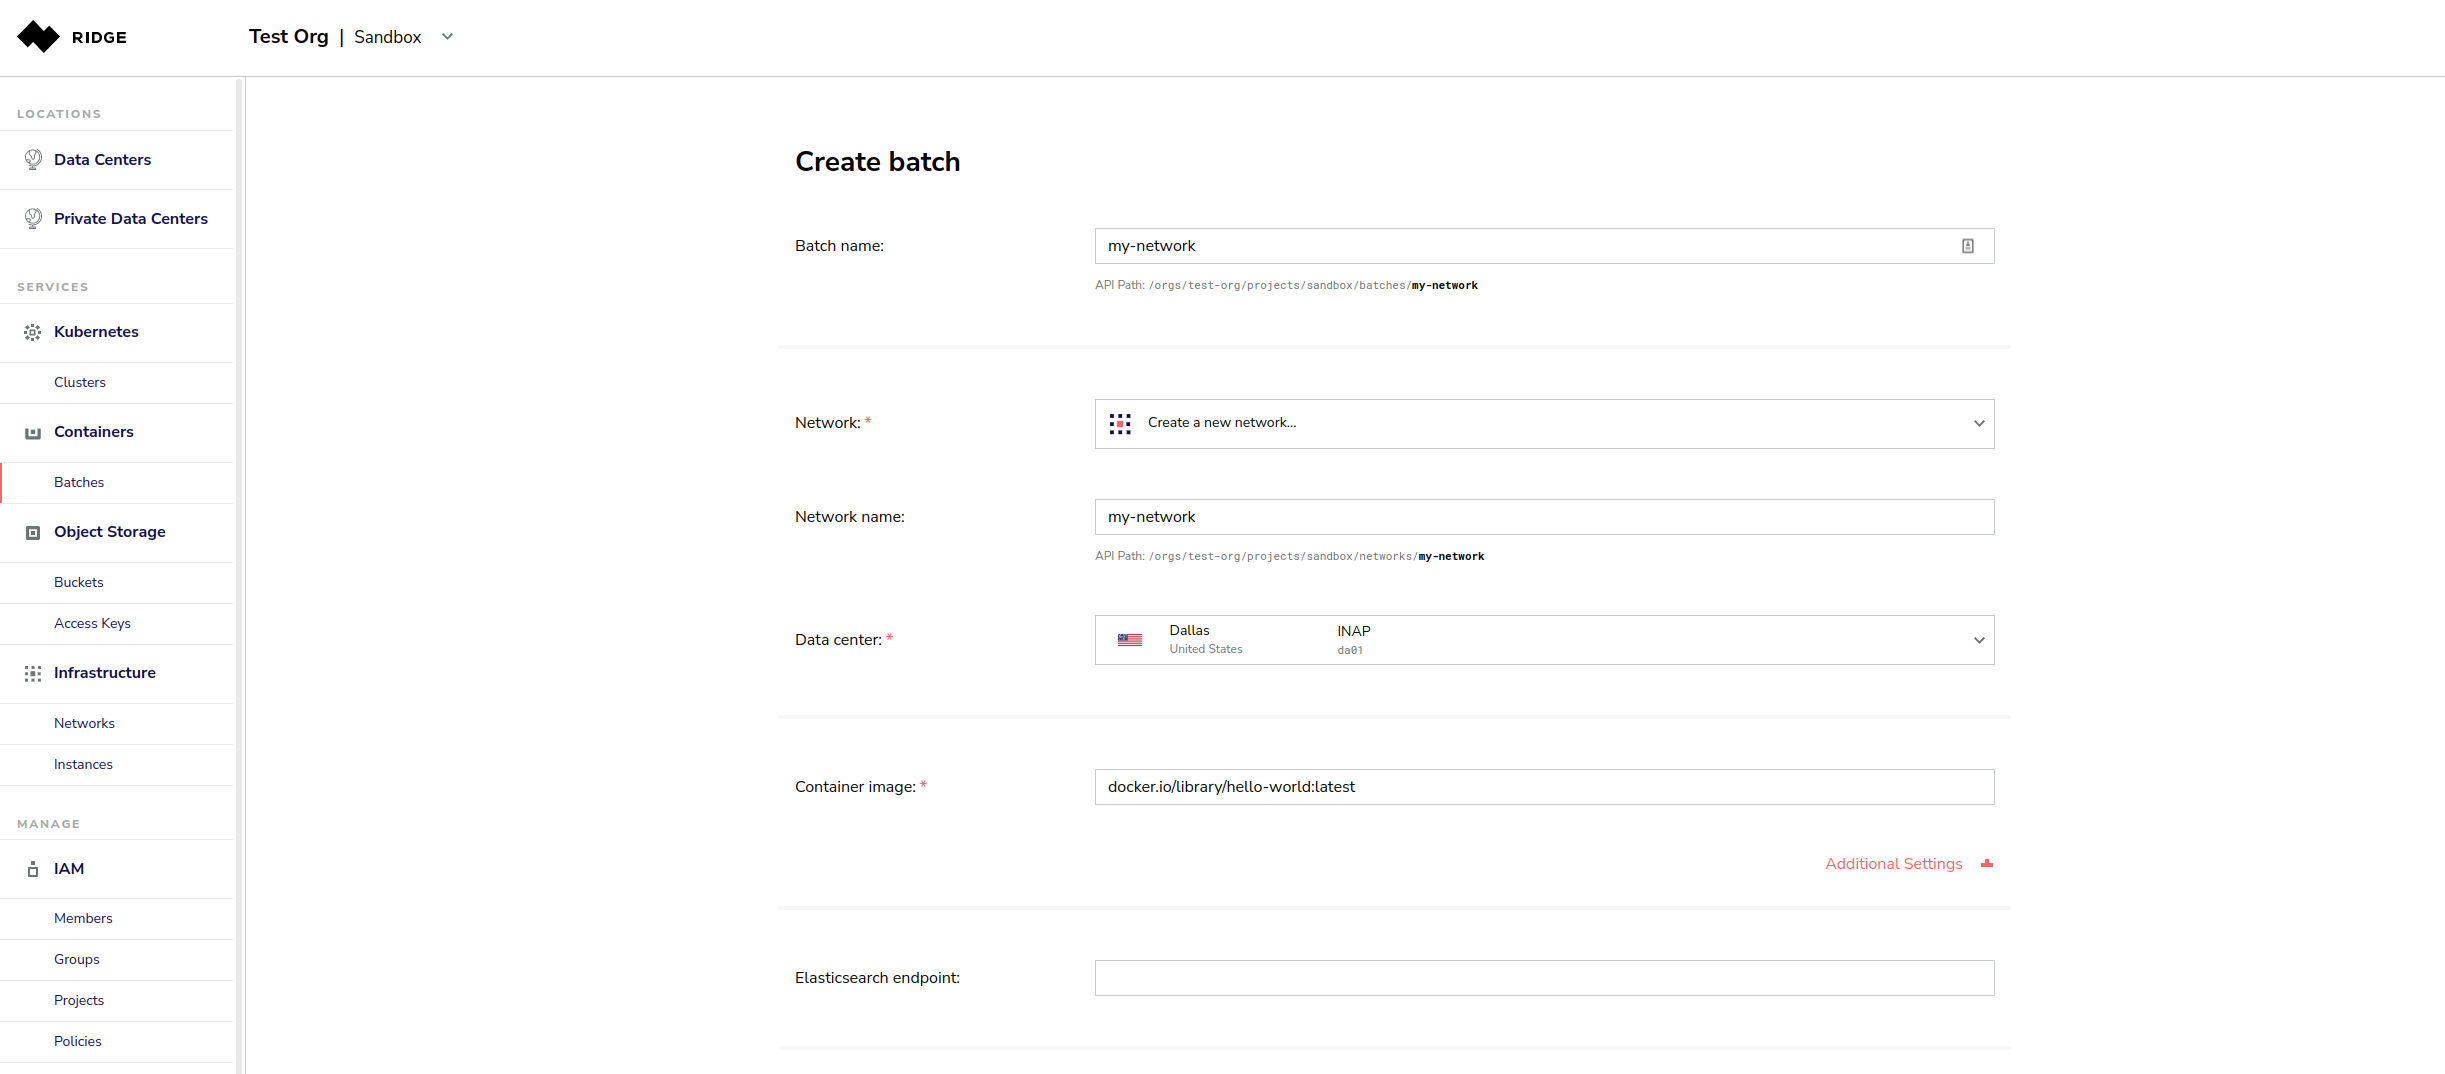 RIDGE
Test Org | Sandbox
LOCATIONS
Data Centers
Private Data Centers
SERVICES
Kubernetes
Clusters
Containers
Batches
Object Storage
Buckets
Access Keys
Infrastructure
Networks
Instances
MANAGE
IAM
Members
Groups
Projects
Policies
Create batch
Batch name:
my-network
API Path: /orgs/test-org/projects/sandbox/batches/my-network
Network: *
Create a new network...
Network name:
my-network
API Path: /orgs/test-org/projects/sandbox/networks/my-network
Data center: *
Dallas INAP
United States da01
Container image: *
docker.io/library/hello-world:latest
Additional Settings
Elasticsearch endpoint: